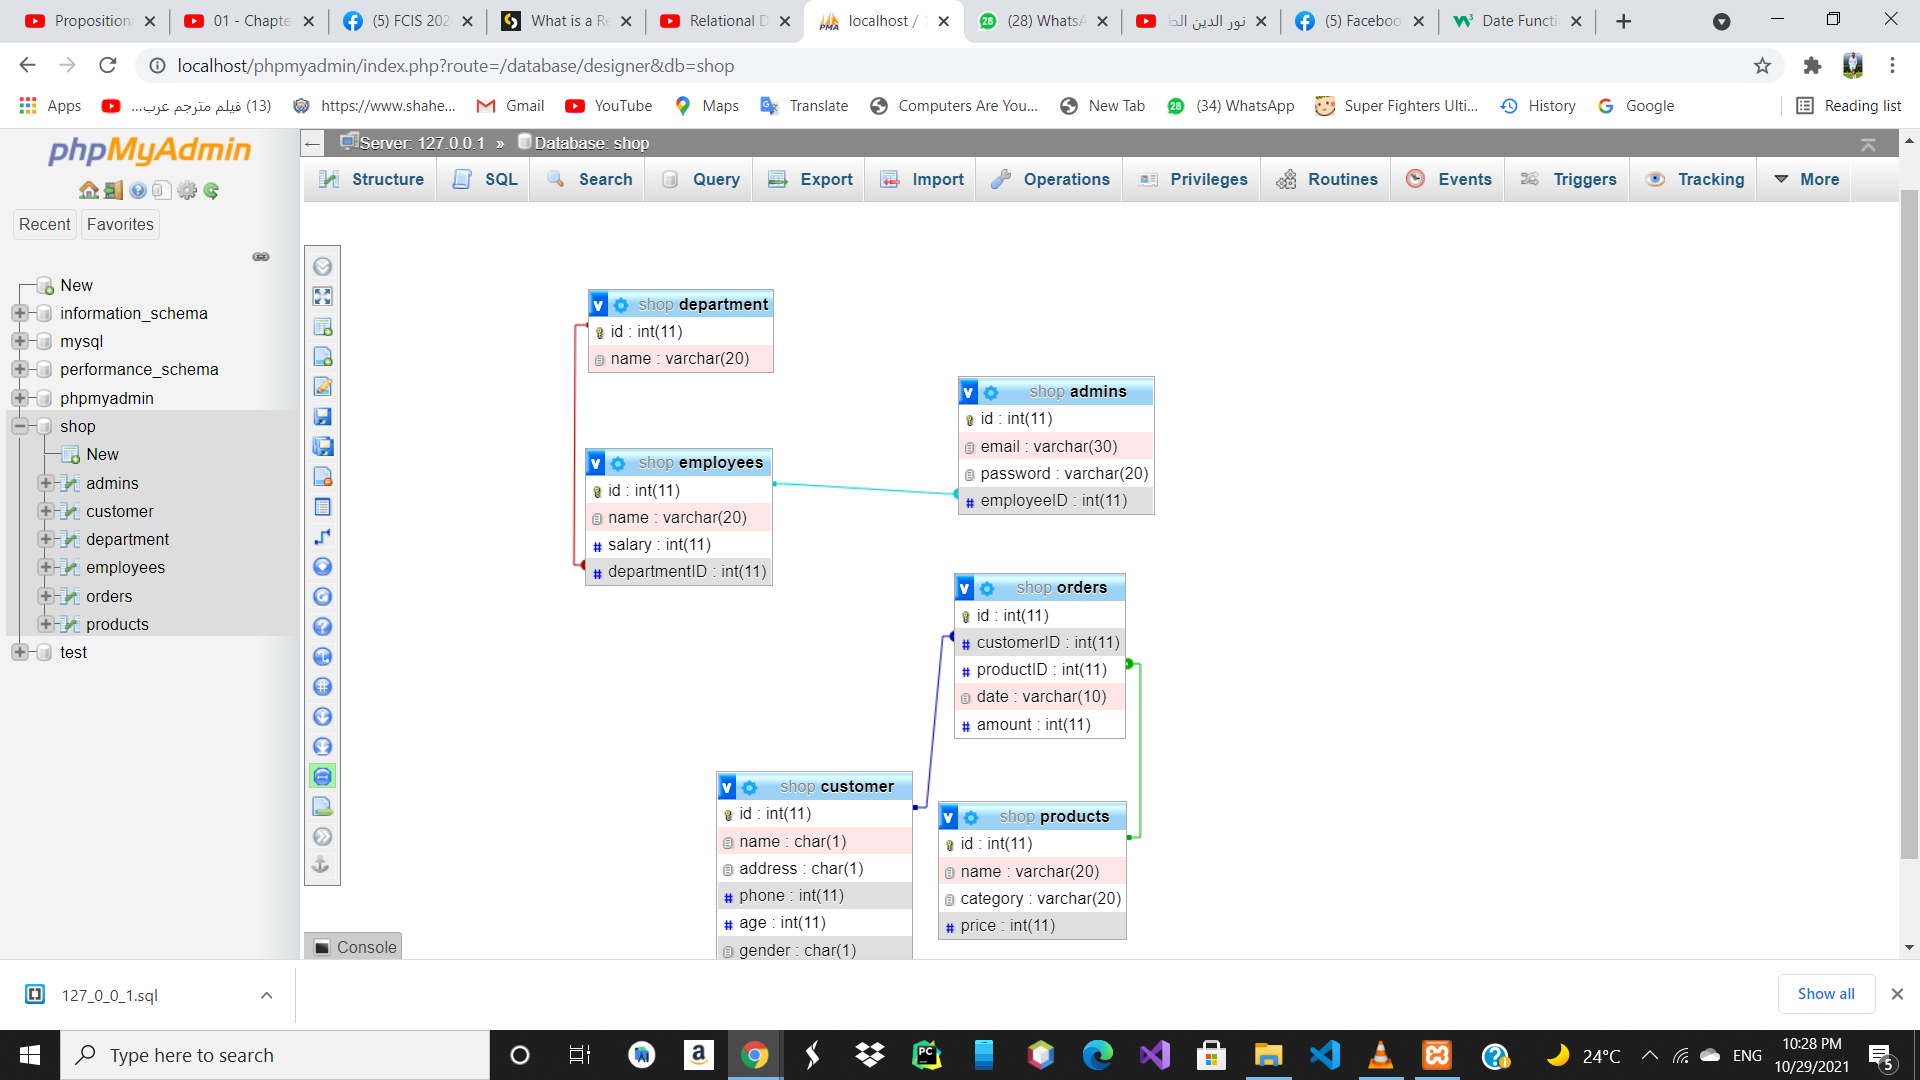 Proposition
01 - Chapte
(5) FCIS 202
What is a Re
Relational D
localhost / 1
(28) WhatsA
نور الدين الط
(5) Faceboo
Date Functi
localhost/phpmyadmin/index.php?route=/database/designer&db=shop
Apps
(13) فيلم مترجم عرب...
https://www.shahe...
Gmail
YouTube
Maps
Translate
Computers Are You...
New Tab
(34) WhatsApp
Super Fighters Ulti...
History
Google
Reading list
phpMyAdmin
Recent
Favorites
New
information_schema
mysql
performance_schema
phpmyadmin
shop
New
admins
customer
department
employees
orders
products
test
Server: 127.0.0.1 » Database: shop
Structure
SQL
Search
Query
Export
Import
Operations
Privileges
Routines
Events
Triggers
Tracking
More
v shop department
id : int(11)
name : varchar(20)
v shop employees
id : int(11)
name : varchar(20)
# salary : int(11)
# departmentID : int(11)
v shop admins
id : int(11)
email : varchar(30)
password : varchar(20)
# employeeID : int(11)
v shop orders
id : int(11)
# customerID : int(11)
# productID : int(11)
date : varchar(10)
# amount : int(11)
v shop customer
id : int(11)
name : char(1)
address : char(1)
# phone : int(11)
# age : int(11)
gender : char(1)
v shop products
id : int(11)
name : varchar(20)
category : varchar(20)
# price : int(11)
Console
127_0_0_1.sql
Show all
Type here to search
24°C
ENG
10:28 PM
10/29/2021
5